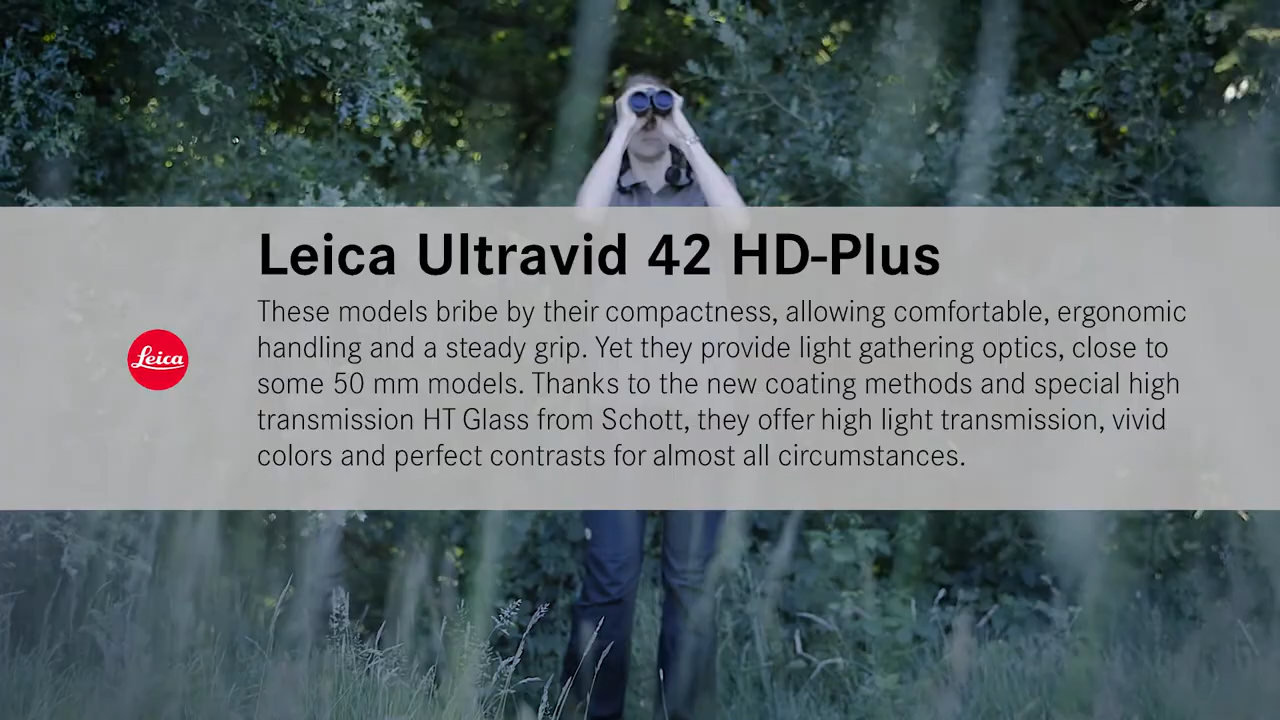 Leica Ultravid 42 HD-Plus
These models bribe by their compactness, allowing comfortable, ergonomic
handling and a steady grip. Yet they provide light gathering optics, close to
Leica
some 50 mm models. Thanks to the new coating methods and special high
transmission HT Glass from Schott, they offer high light transmission, vivid
colors and perfect contrasts for almost all circumstances.